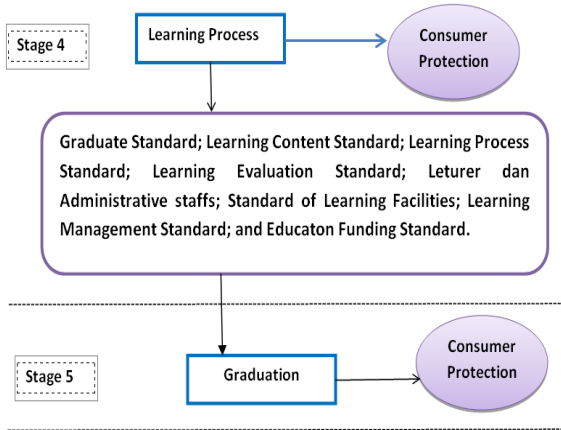 Stage 4
Learning Process
Consumer
Protection
Graduate Standard; Learning Content Standard; Learning Process
Standard; Learning Evaluation Standard; Leturer dan
Administrative staffs; Standard of Learning Facilities; Learning
Management Standard; and Educaton Funding Standard.
Stage 5
Graduation
Consumer
Protection